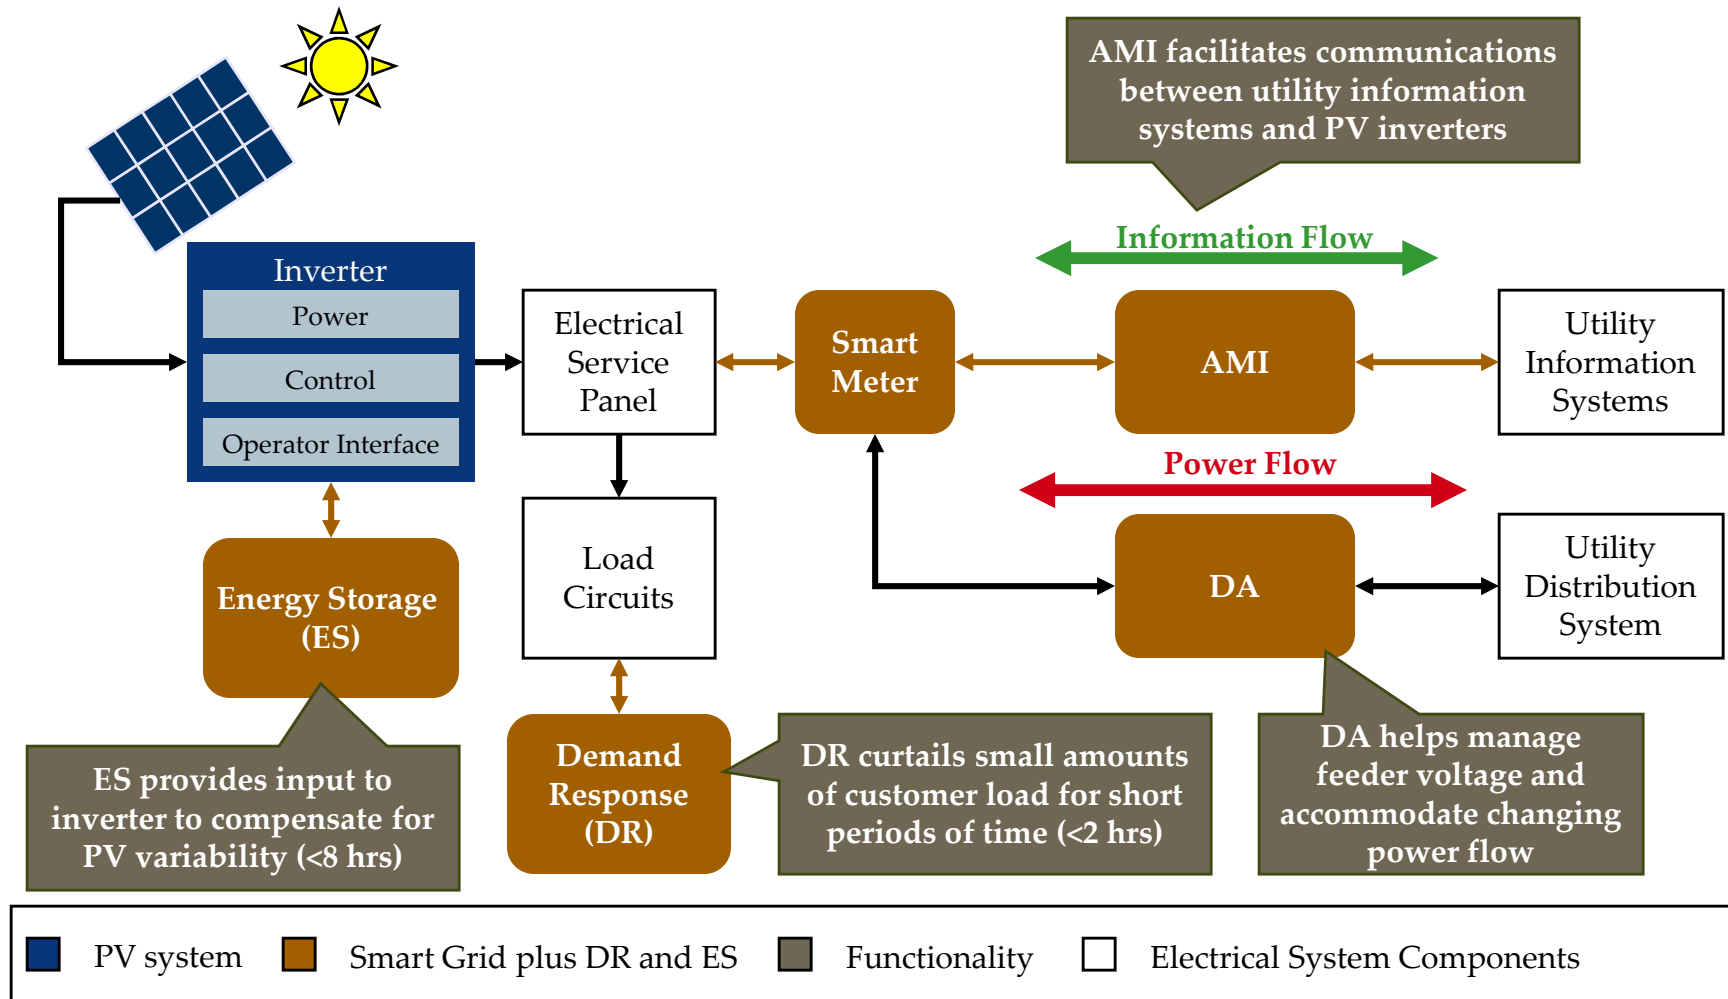 AMI facilitates communications
between utility information
systems and PV inverters
Information Flow
Inverter
Power
Control
Operator Interface
Electrical
Service
Panel
Smart
Meter
AMI
Utility
Information
Systems
Power Flow
Energy Storage
(ES)
Load
Circuits
DA
Utility
Distribution
System
Demand
Response
(DR)
ES provides input to
inverter to compensate for
PV variability (<8 hrs)
DR curtails small amounts
of customer load for short
periods of time (<2 hrs)
DA helps manage
feeder voltage and
accommodate changing
power flow
PV system
Smart Grid plus DR and ES
Functionality
Electrical System Components